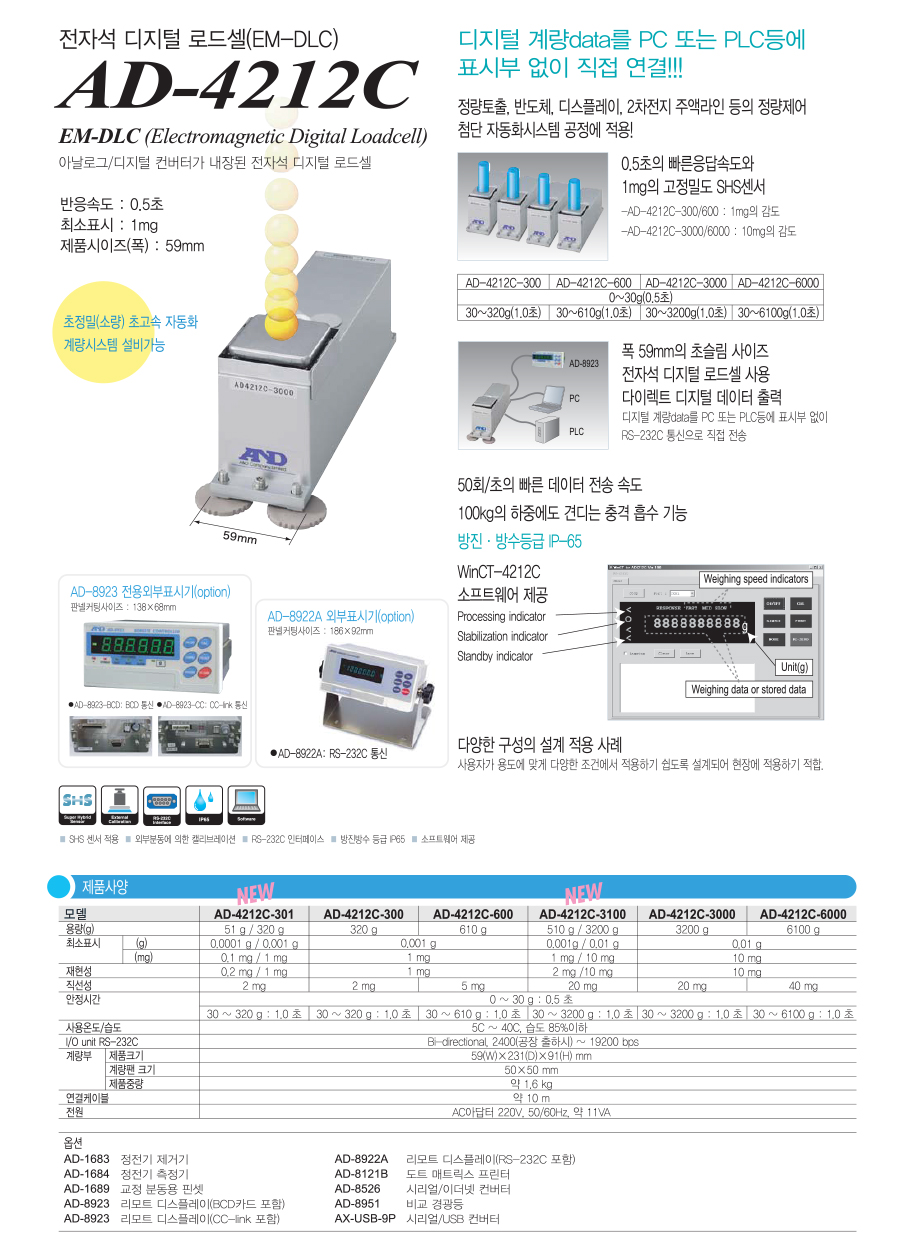 전자석 디지털 로드셀(EM-DLC)
AD-4212C
EM-DLC (Electromagnetic Digital Loadcell)
아날로그/디지털 컨버터가 내장된 전자석 디지털 로드셀
반응속도 : 0.5초
최소표시 : 1mg
제품시이즈(폭) : 59mm
초정밀(소량) 초고속 자동화
계량시스템 설비가능
AD4212C-3000
AND
59mm
디지털 계량data를 PC 또는 PLC등에
표시부 없이 직접 연결!!!
정량토출, 반도체, 디스플레이, 2차전지 주액라인 등의 정량제어
첨단 자동화시스템 공정에 적용!
0.5초의 빠른응답속도와
1mg의 고정밀도 SHS센서
-AD-4212C-300/600 : 1mg의 감도
-AD-4212C-3000/6000 : 10mg의 감도
AD-4212C-300 AD-4212C-600 AD-4212C-3000 AD-4212C-6000
0~30g(0.5초)
30~320g(1.0초) 30~610g(1.0초) 30~3200g(1.0초) 30~6100g(1.0초)
AD-8923
PC
PLC
폭 59mm의 초슬림 사이즈
전자석 디지털 로드셀 사용
다이렉트 디지털 데이터 출력
디지털 계량data를 PC 또는 PLC등에 표시부 없이
RS-232C 통신으로 직접 전송
50회/초의 빠른 데이터 전송 속도
100kg의 하중에도 견디는 충격 흡수 기능
방진 · 방수등급 IP-65
WinCT-4212C
소프트웨어 제공
Processing indicator
Stabilization indicator
Standby indicator
Weighing speed indicators
RESPONSE FAST MID SLOW
8888888888g
Unit(g)
Weighing data or stored data
다양한 구성의 설계 적용 사례
사용자가 용도에 맞게 다양한 조건에서 적용하기 쉽도록 설계되어 현장에 적용하기 적합.
AD-8923 전용외부표시기(option)
판넬커팅사이즈 : 138×68mm
●AD-8923-BCD: BCD 통신 ●AD-8923-CC: CC-link 통신
AD-8922A 외부표시기(option)
판넬커팅사이즈 : 186×92mm
●AD-8922A: RS-232C 통신
SHS
Super Hybrid Sensor
External Calibration
RS-232C Interface
IP65
Software
■ SHS 센서 적용 ■ 외부분동에 의한 캘리브레이션 ■ RS-232C 인터페이스 ■ 방진방수 등급 IP65 ■ 소프트웨어 제공
제품사양
NEW NEW
모델 AD-4212C-301 AD-4212C-300 AD-4212C-600 AD-4212C-3100 AD-4212C-3000 AD-4212C-6000
용량(g) 51 g / 320 g 320 g 610 g 510 g / 3200 g 3200 g 6100 g
최소표시 (g) 0.0001 g / 0.001 g 0.001 g 0.001g / 0.01 g 0.01 g
(mg) 0.1 mg / 1 mg 1 mg 1 mg / 10 mg 10 mg
재현성 0.2 mg / 1 mg 1 mg 2 mg /10 mg 10 mg
직선성 2 mg 2 mg 5 mg 20 mg 20 mg 40 mg
안정시간 0 ~ 30 g : 0.5 초
30 ~ 320 g : 1.0 초 30 ~ 320 g : 1.0 초 30 ~ 610 g : 1.0 초 30 ~ 3200 g : 1.0 초 30 ~ 3200 g : 1.0 초 30 ~ 6100 g : 1.0 초
사용온도/습도 5C ~ 40C, 습도 85%이하
I/O unit RS-232C Bi-directional, 2400(공장 출하시) ~ 19200 bps
계량부 제품크기 59(W)×231(D)×91(H) mm
계량팬 크기 50×50 mm
제품중량 약 1.6 kg
연결케이블 약 10 m
전원 AC아답터 220V, 50/60Hz, 약 11VA
옵션
AD-1683 정전기 제거기
AD-1684 정전기 측정기
AD-1689 교정 분동용 핀셋
AD-8923 리모트 디스플레이(BCD카드 포함)
AD-8923 리모트 디스플레이(CC-link 포함)
AD-8922A 리모트 디스플레이(RS-232C 포함)
AD-8121B 도트 매트릭스 프린터
AD-8526 시리얼/이더넷 컨버터
AD-8951 비교 경광등
AX-USB-9P 시리얼/USB 컨버터